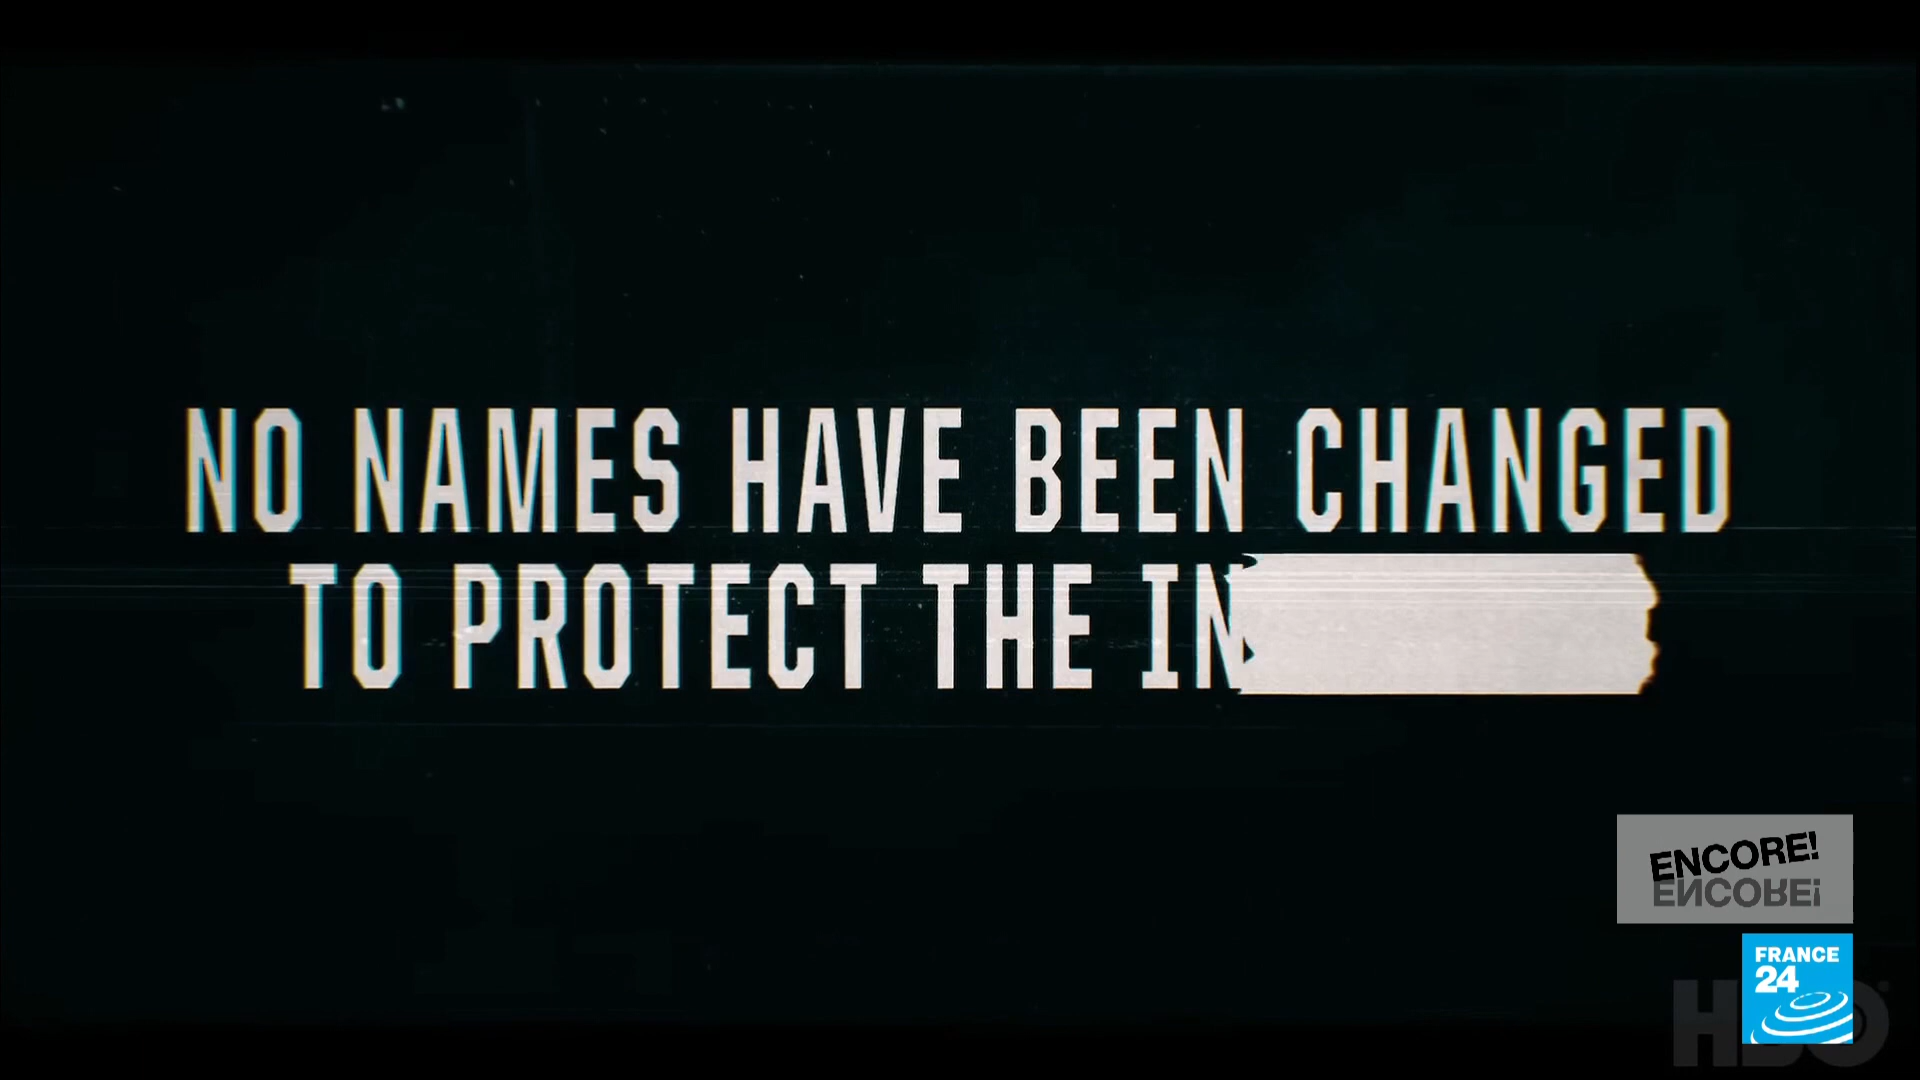 NO NAMES HAVE BEEN CHANGED
TO PROTECT THE IN
ENCORE!
ENCORE!
FRANCE
24
HBO